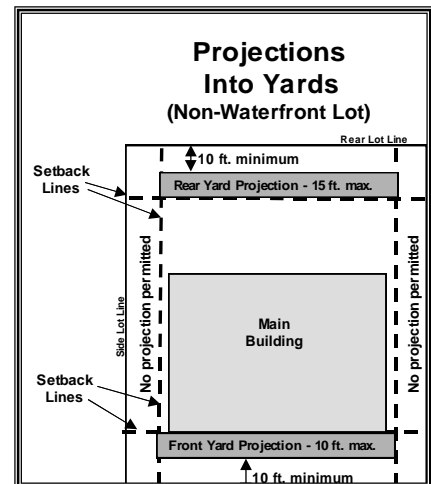 Projections
Into Yards
(Non-Waterfront Lot)
Rear Lot Line
10 ft. minimum
Setback
Lines
Rear Yard Projection - 15 ft. max.
Side Lot Line
No projection permitted
No projection permitted
Main
Building
Setback
Lines
Front Yard Projection - 10 ft. max.
10 ft. minimum